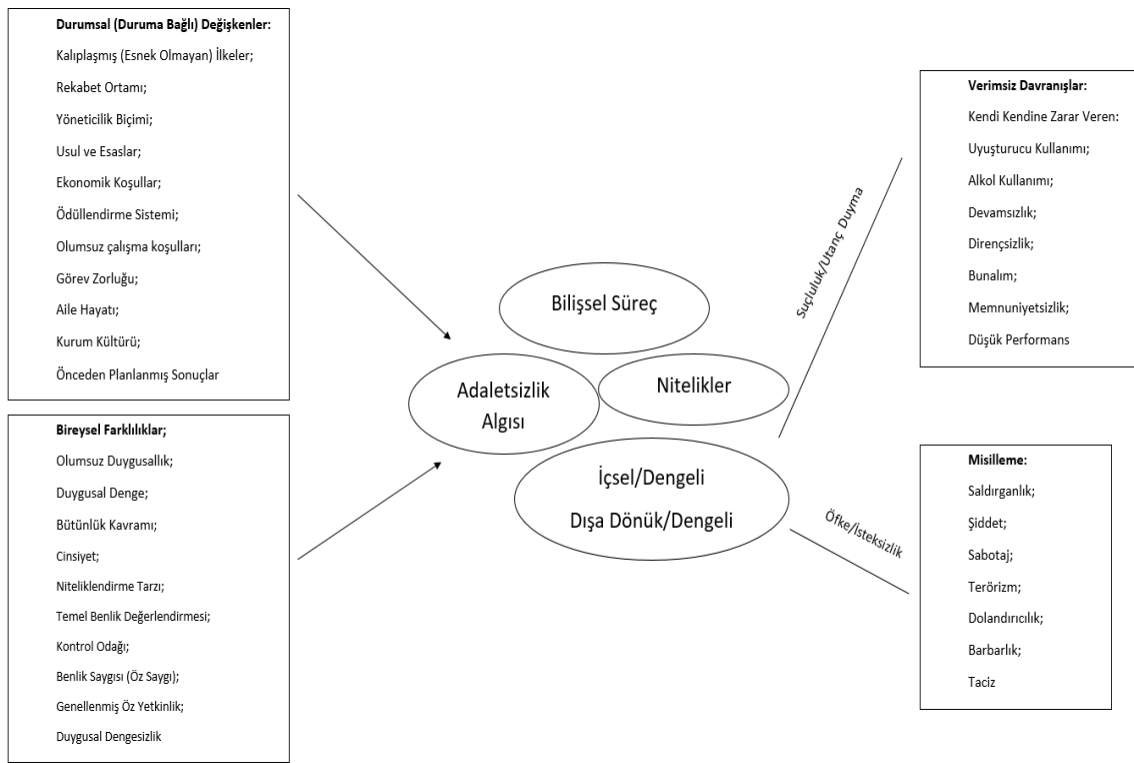 Durumsal (Duruma Bağlı) Değişkenler:
Kalıplaşmış (Esnek Olmayan) İlkeler;
Rekabet Ortamı;
Yöneticilik Biçimi;
Usul ve Esaslar;
Ekonomik Koşullar;
Ödüllendirme Sistemi;
Olumsuz çalışma koşulları;
Görev Zorluğu;
Aile Hayatı;
Kurum Kültürü;
Önceden Planlanmış Sonuçlar
Bireysel Farklılıklar;
Olumsuz Duygusallık;
Duygusal Denge;
Bütünlük Kavramı;
Cinsiyet;
Niteliklendirme Tarzı;
Temel Benlik Değerlendirmesi;
Kontrol Odağı;
Benlik Saygısı (Öz Saygı);
Genellenmiş Öz Yetkinlik;
Duygusal Dengesizlik
Bilişsel Süreç
Adaletsizlik
Algısı
Nitelikler
İçsel/Dengeli
Dışa Dönük/Dengeli
Suçluluk/Utanç Duyma
Öfke/İsteksizlik
Verimsiz Davranışlar:
Kendi Kendine Zarar Veren:
Uyuşturucu Kullanımı;
Alkol Kullanımı;
Devamsızlık;
Dirençsizlik;
Bunalım;
Memnuniyetsizlik;
Düşük Performans
Misilleme:
Saldırganlık;
Şiddet;
Sabotaj;
Terörizm;
Dolandırıcılık;
Barbarlık;
Taciz